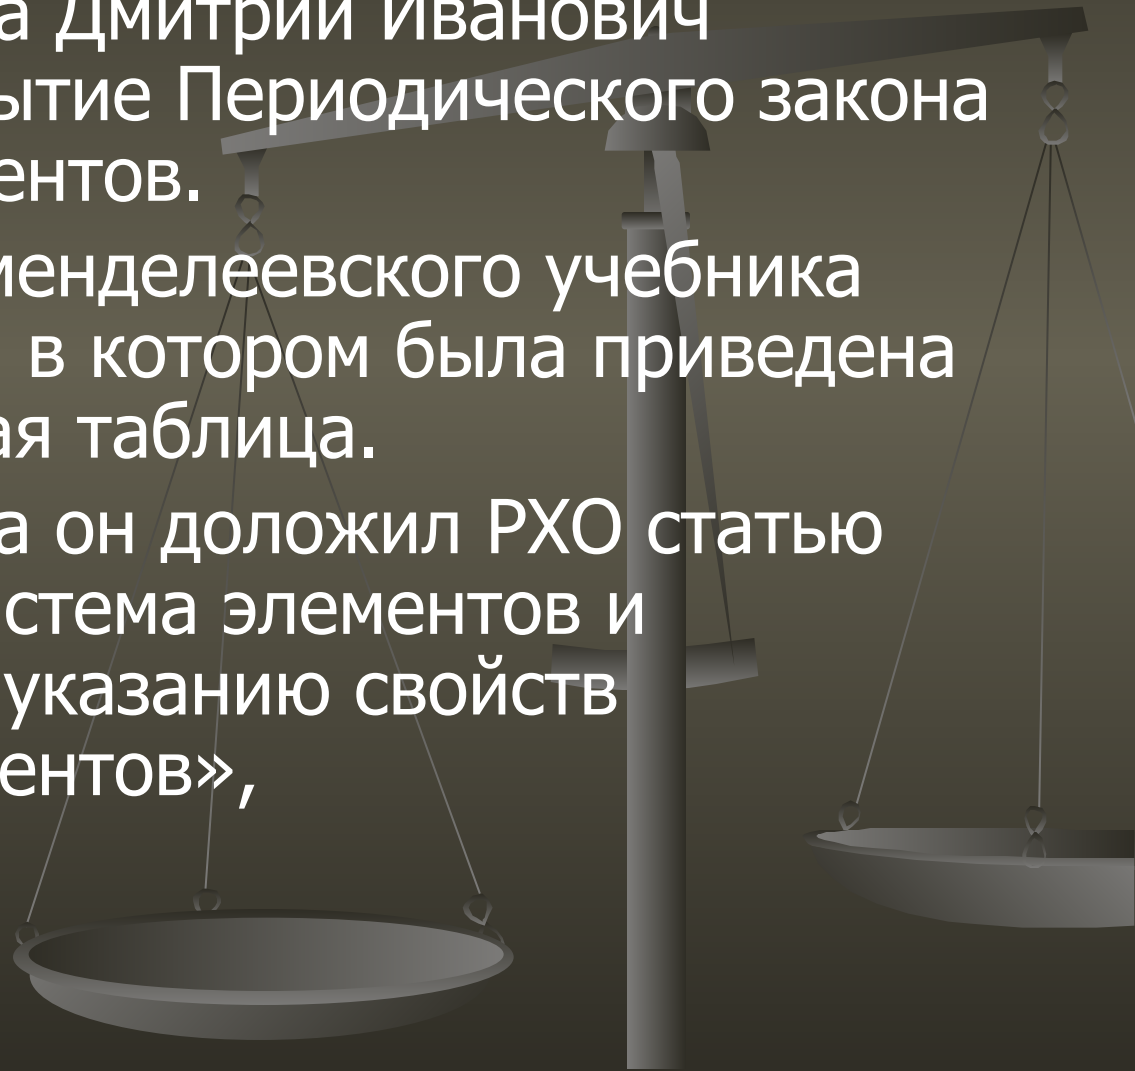 а Дмитрий Иванович
ытие Периодического закона
ентов.
менделеевского учебника
в котором была приведена
ая таблица.
а он доложил РХО статью
стема элементов и
указанию свойств
ентов»,